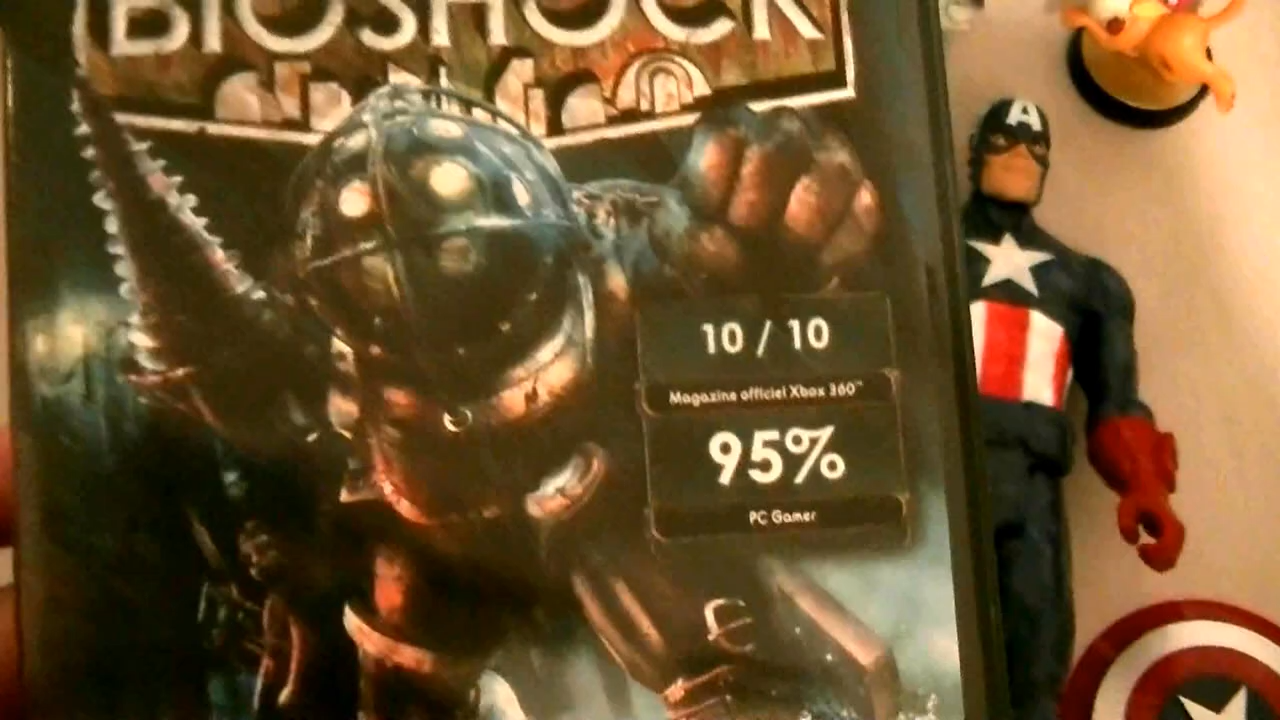 BIOSHOCK
10 / 10
Magazine officiel Xbox 360™
95%
PC Gamer
A